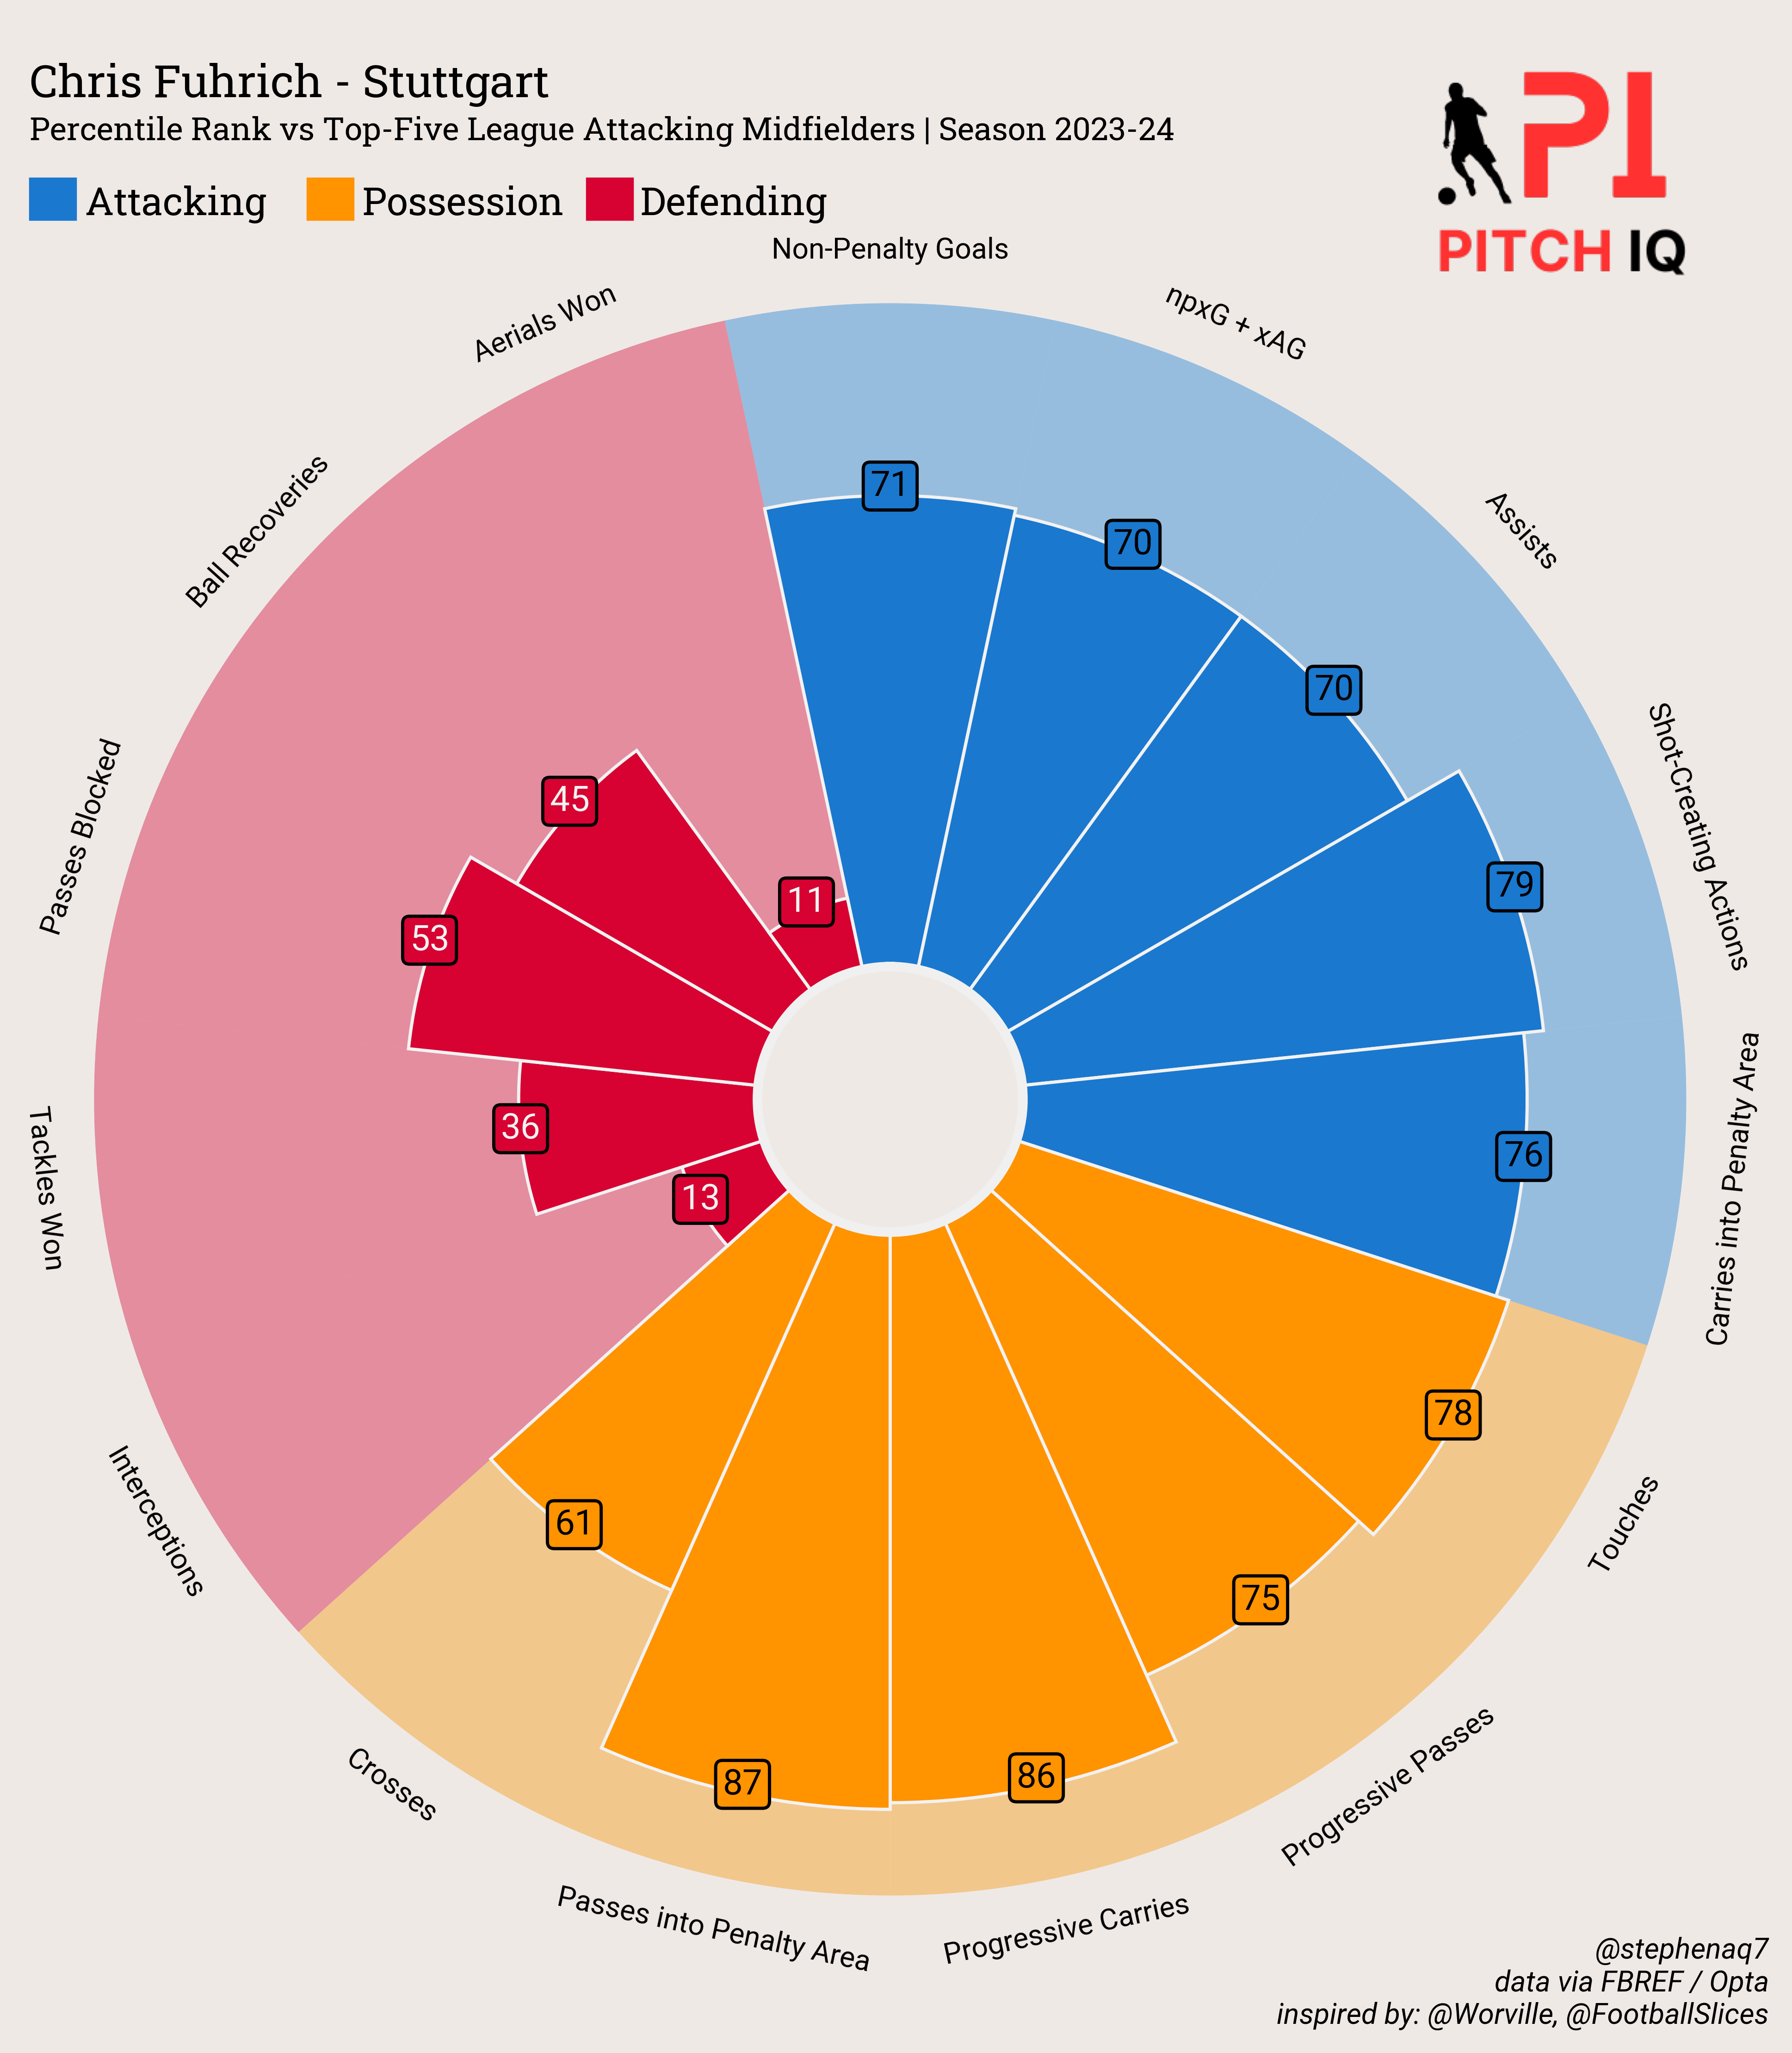 Chris Fuhrich - Stuttgart
Percentile Rank vs Top-Five League Attacking Midfielders | Season 2023-24
Attacking Possession Defending
PI
PITCH IQ
Non-Penalty Goals
npxG + xAG
Assists
Shot-Creating Actions
Carries into Penalty Area
Touches
Progressive Passes
Progressive Carries
Passes into Penalty Area
Crosses
Interceptions
Tackles Won
Passes Blocked
Ball Recoveries
Aerials Won
71
70
70
79
76
78
75
86
87
61
13
36
53
45
11
@stephenaq7
data via FBREF / Opta
inspired by: @Worville, @FootballSlices